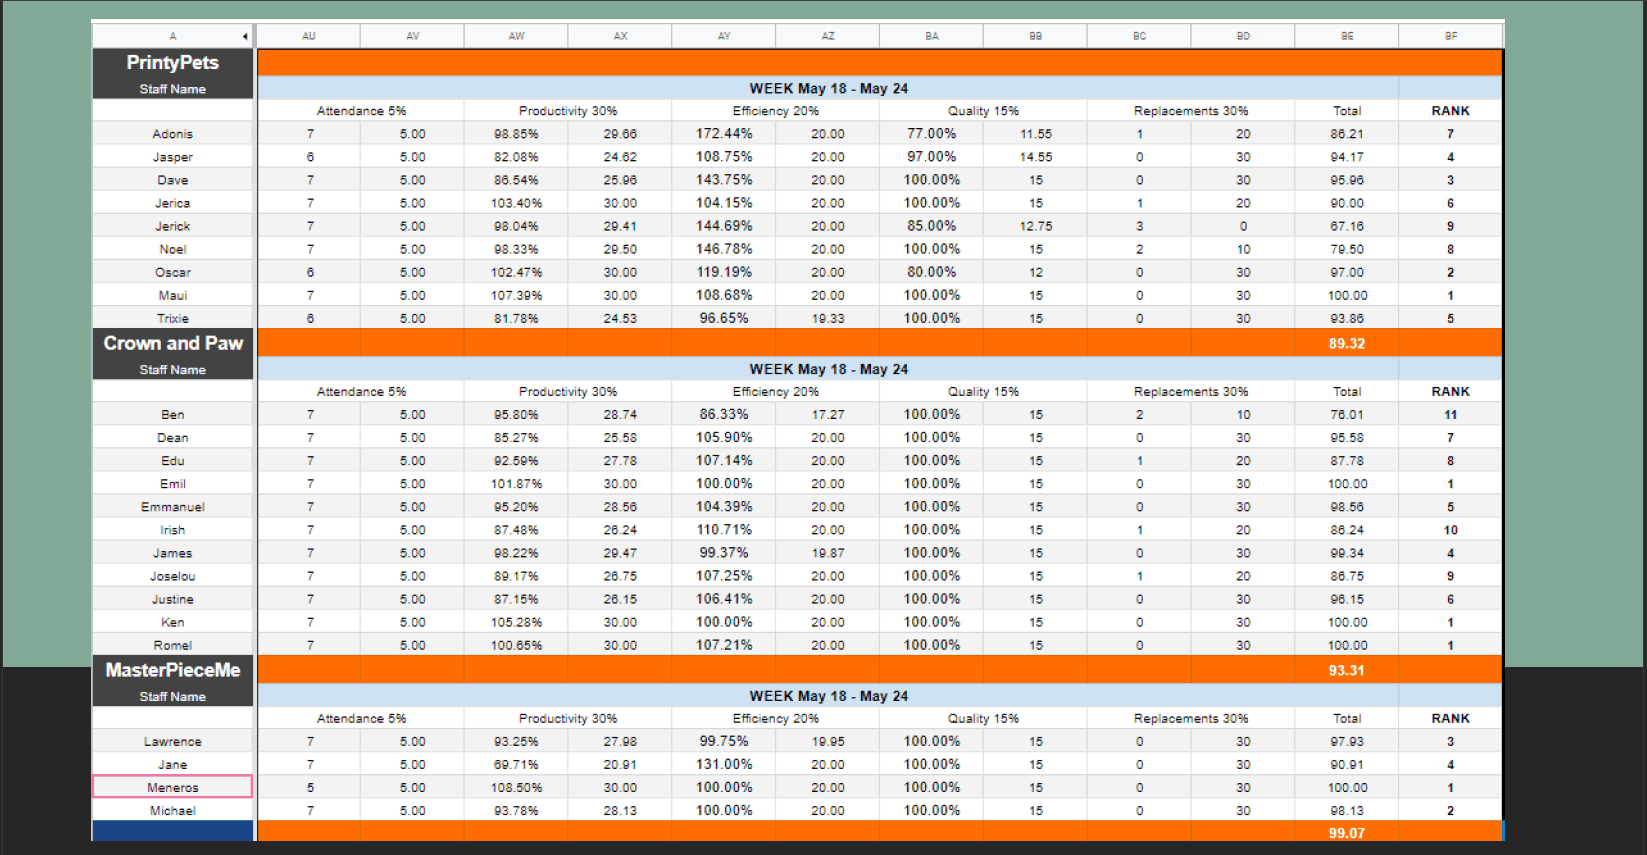 A AU AV AW AX AY AZ BA BB BC BD BE BF
PrintyPets
Staff Name WEEK May 18 - May 24
Attendance 5% Productivity 30% Efficiency 20% Quality 15% Replacements 30% Total RANK
Adonis 7 5.00 98.85% 29.66 172.44% 20.00 77.00% 11.55 1 20 86.21 7
Jasper 6 5.00 82.08% 24.62 108.75% 20.00 97.00% 14.55 0 30 94.17 4
Dave 7 5.00 86.54% 25.96 143.75% 20.00 100.00% 15 0 30 95.96 3
Jerica 7 5.00 103.40% 30.00 104.15% 20.00 100.00% 15 1 20 90.00 6
Jerick 7 5.00 98.04% 29.41 144.69% 20.00 85.00% 12.75 3 0 67.16 9
Noel 7 5.00 98.33% 29.50 146.78% 20.00 100.00% 15 2 10 79.50 8
Oscar 6 5.00 102.47% 30.00 119.19% 20.00 80.00% 12 0 30 97.00 2
Maui 7 5.00 107.39% 30.00 108.68% 20.00 100.00% 15 0 30 100.00 1
Trixie 6 5.00 81.78% 24.53 96.65% 19.33 100.00% 15 0 30 93.86 5
Crown and Paw 89.32
Staff Name WEEK May 18 - May 24
Attendance 5% Productivity 30% Efficiency 20% Quality 15% Replacements 30% Total RANK
Ben 7 5.00 95.80% 28.74 86.33% 17.27 100.00% 15 2 10 76.01 11
Dean 7 5.00 85.27% 25.58 105.90% 20.00 100.00% 15 0 30 95.58 7
Edu 7 5.00 92.59% 27.78 107.14% 20.00 100.00% 15 1 20 87.78 8
Emil 7 5.00 101.87% 30.00 100.00% 20.00 100.00% 15 0 30 100.00 1
Emmanuel 7 5.00 95.20% 28.56 104.39% 20.00 100.00% 15 0 30 98.56 5
Irish 7 5.00 87.48% 26.24 110.71% 20.00 100.00% 15 1 20 86.24 10
James 7 5.00 98.22% 29.47 99.37% 19.87 100.00% 15 0 30 99.34 4
Joselou 7 5.00 89.17% 26.75 107.25% 20.00 100.00% 15 1 20 86.75 9
Justine 7 5.00 87.15% 26.15 106.41% 20.00 100.00% 15 0 30 96.15 6
Ken 7 5.00 105.28% 30.00 100.00% 20.00 100.00% 15 0 30 100.00 1
Romel 7 5.00 100.65% 30.00 107.21% 20.00 100.00% 15 0 30 100.00 1
MasterPieceMe 93.31
Staff Name WEEK May 18 - May 24
Attendance 5% Productivity 30% Efficiency 20% Quality 15% Replacements 30% Total RANK
Lawrence 7 5.00 93.25% 27.98 99.75% 19.95 100.00% 15 0 30 97.93 3
Jane 7 5.00 69.71% 20.91 131.00% 20.00 100.00% 15 0 30 90.91 4
Meneros 5 5.00 108.50% 30.00 100.00% 20.00 100.00% 15 0 30 100.00 1
Michael 7 5.00 93.78% 28.13 100.00% 20.00 100.00% 15 0 30 98.13 2
99.07